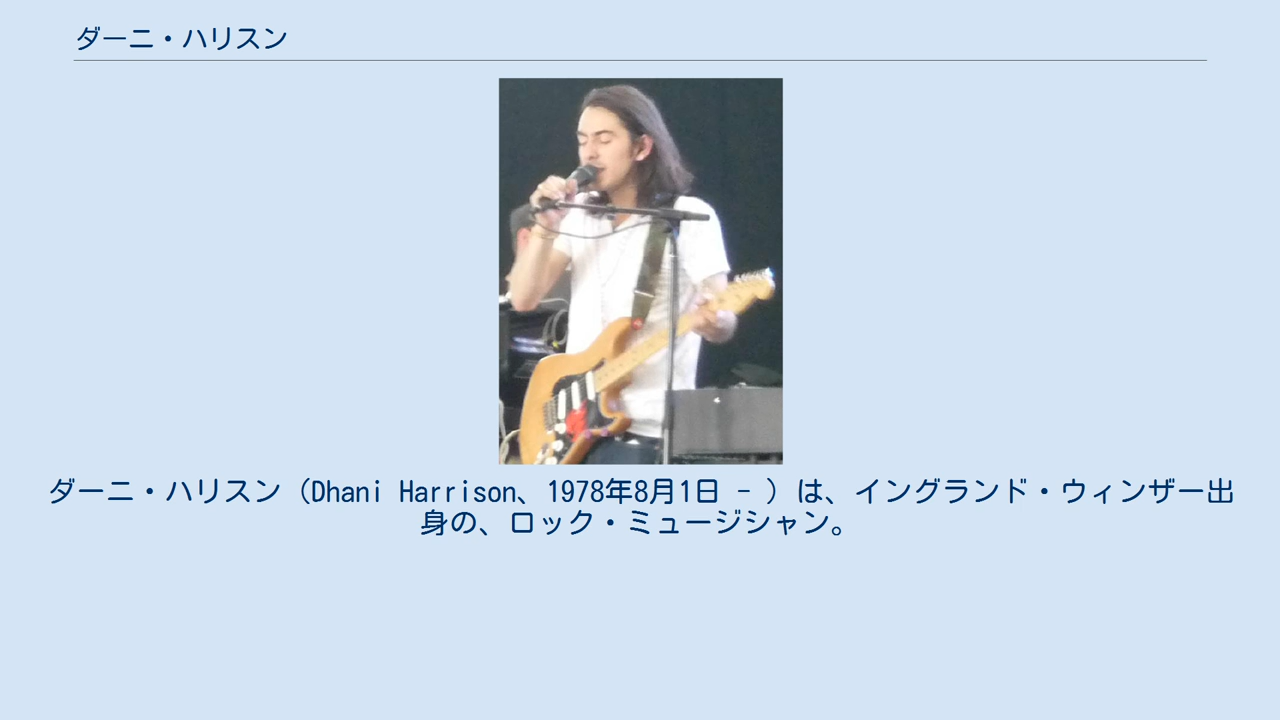 ダーニ・ハリスン
ダーニ・ハリスン（Dhani Harrison、1978年8月1日 - ）は、イングランド・ウィンザー出
身の、ロック・ミュージシャン。